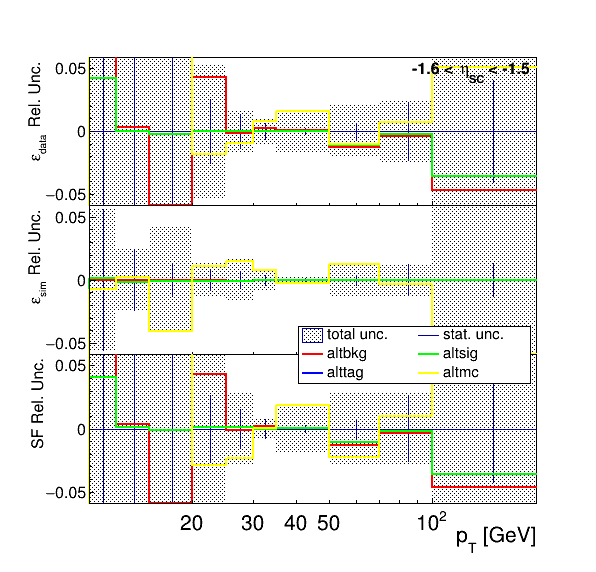 -1.6 < η_SC < -1.5
ε_data Rel. Unc.
0.05
0
−0.05
ε_sim Rel. Unc.
0.05
0
−0.05
total unc. stat. unc.
altbkg altsig
alttag altmc
SF Rel. Unc.
0.05
0
−0.05
20 30 40 50 10²
p_T [GeV]